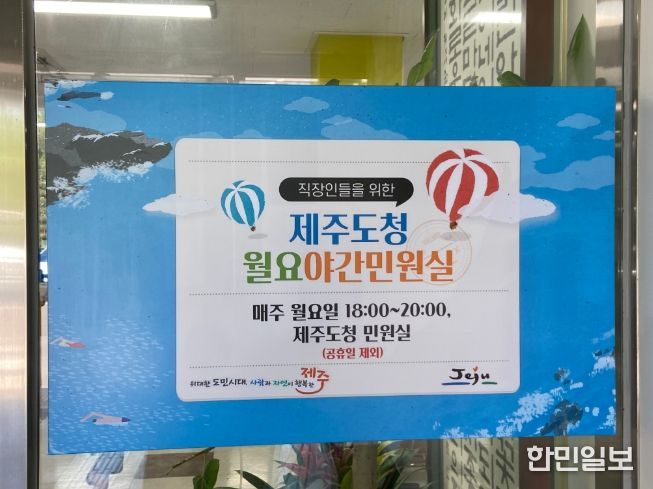 직장인들을 위한
제주도청
월요야간민원실
매주 월요일 18:00~20:00,
제주도청 민원실
(공휴일 제외)
위대한 도민시대, 사람과 자연이 행복한 제주
Jeju
한민일보